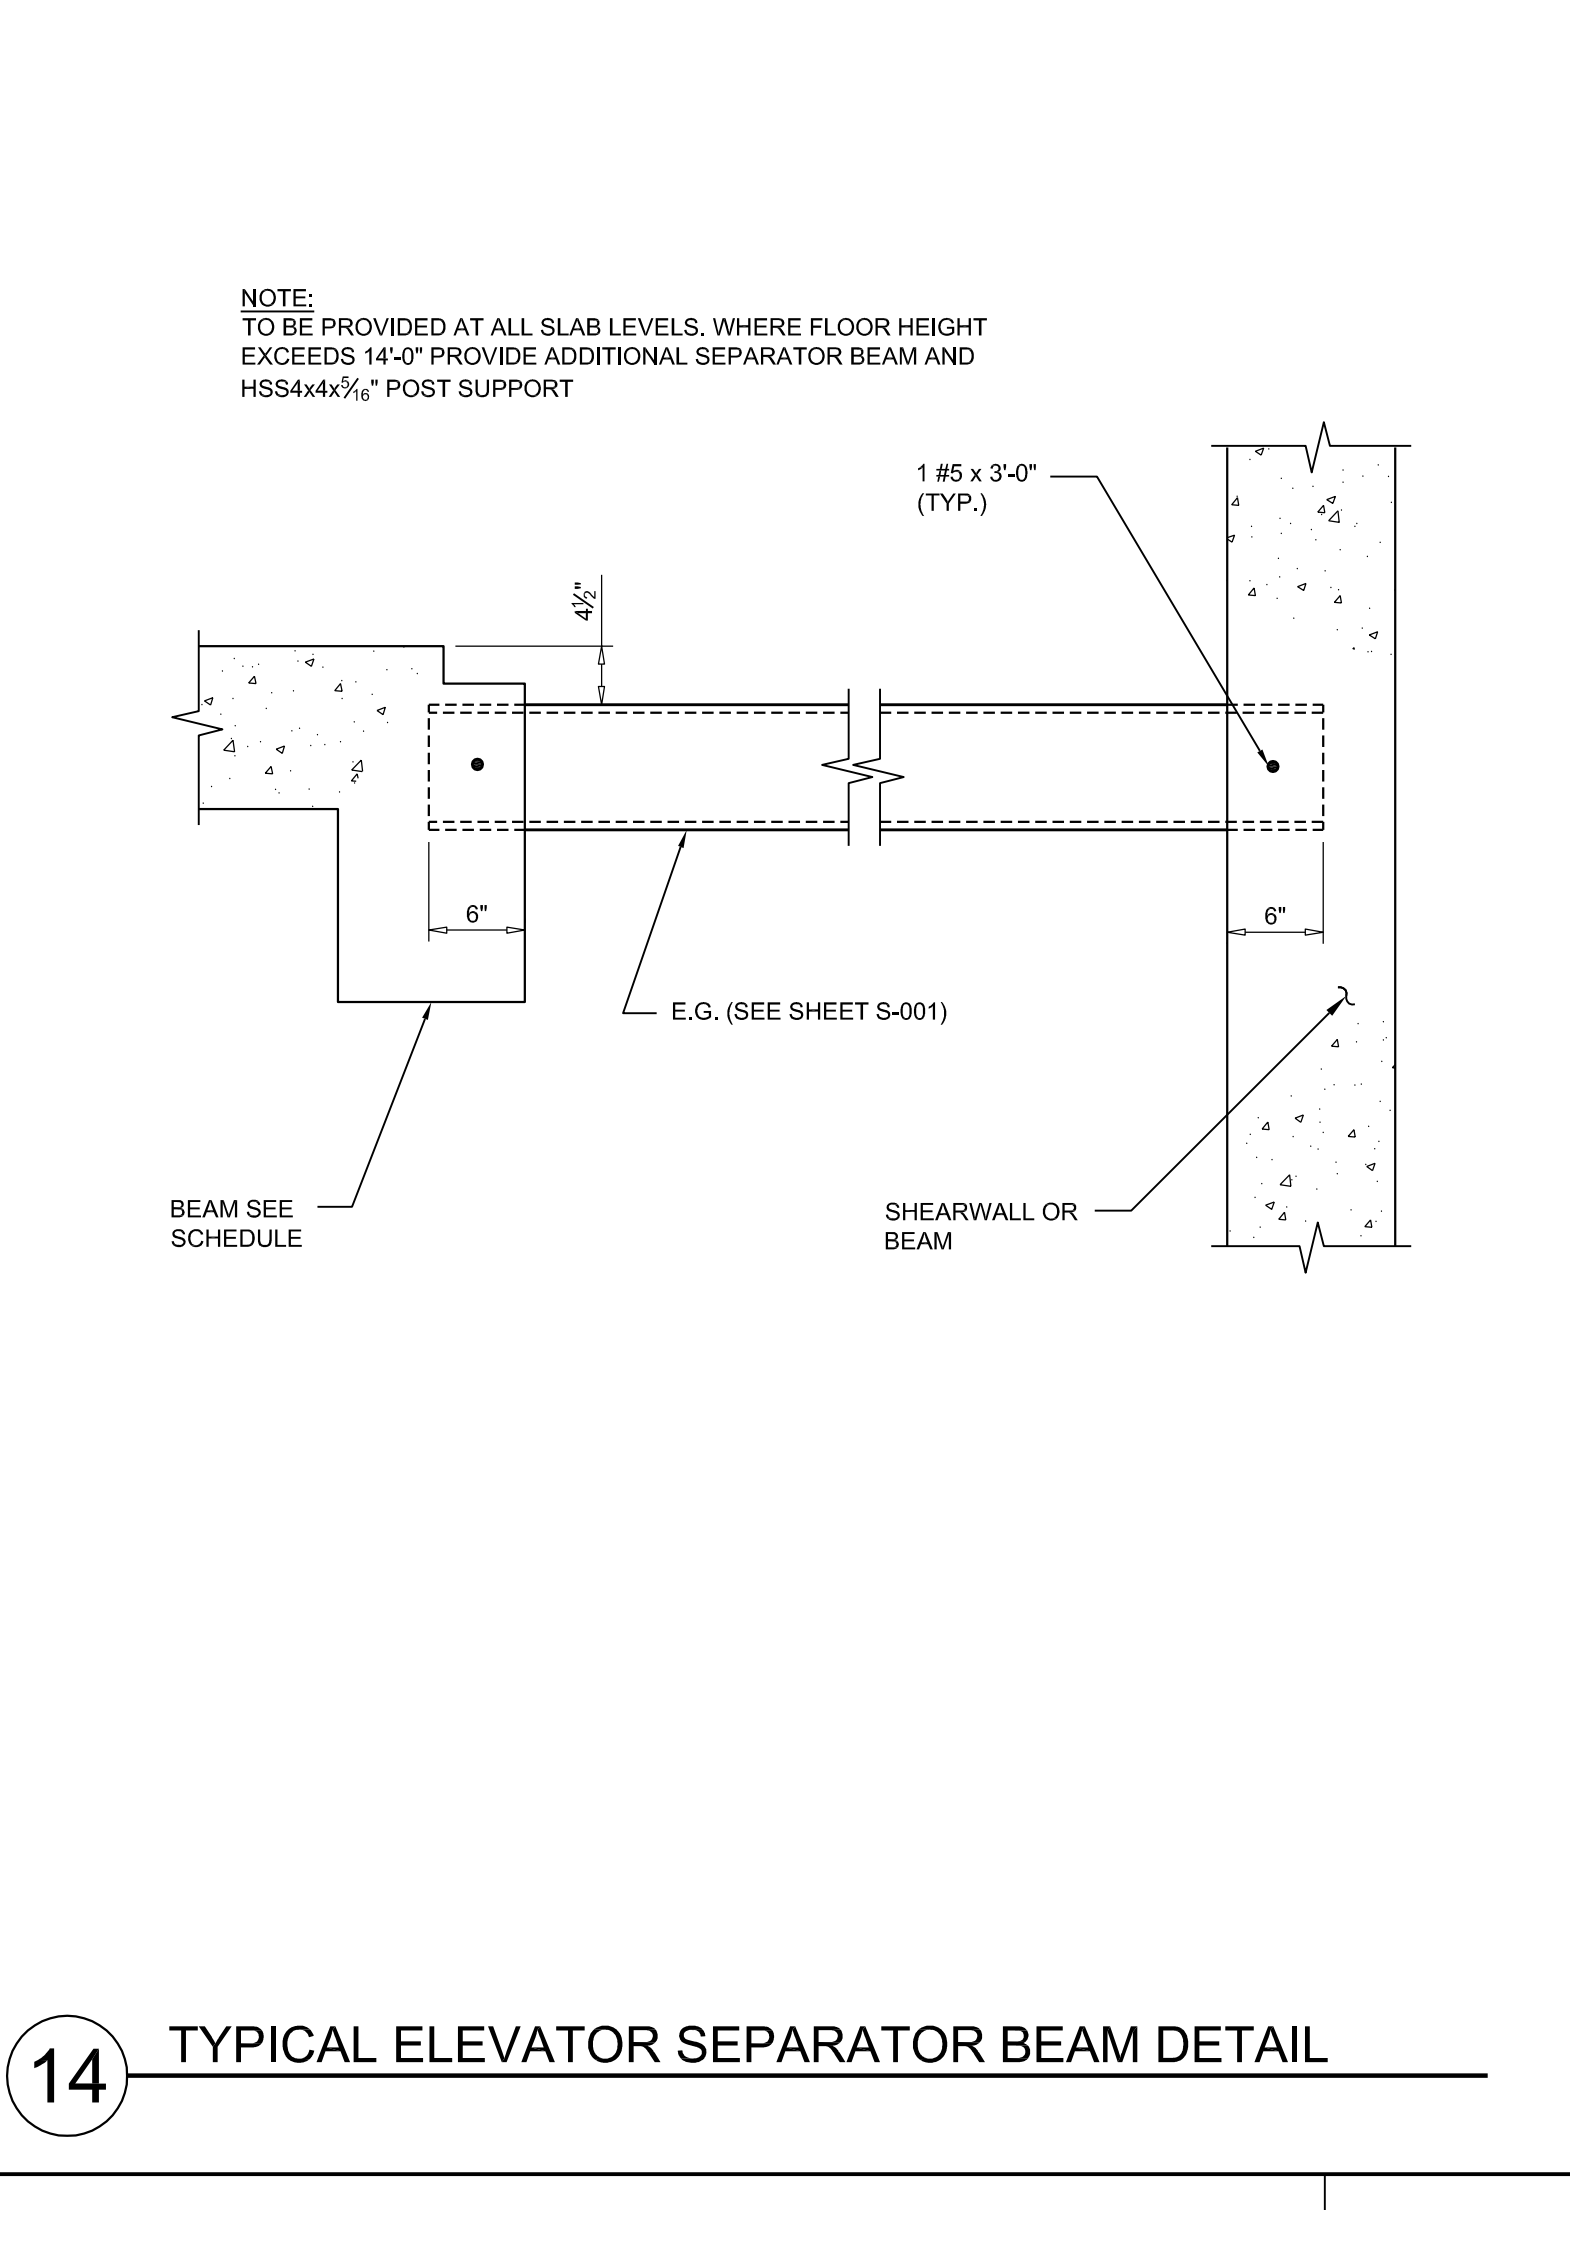 NOTE:
TO BE PROVIDED AT ALL SLAB LEVELS. WHERE FLOOR HEIGHT
EXCEEDS 14'-0" PROVIDE ADDITIONAL SEPARATOR BEAM AND
HSS4x4x5/16" POST SUPPORT
1 #5 x 3'-0"
(TYP.)
4½"
6"
6"
E.G. (SEE SHEET S-001)
BEAM SEE
SCHEDULE
SHEARWALL OR
BEAM
14
TYPICAL ELEVATOR SEPARATOR BEAM DETAIL